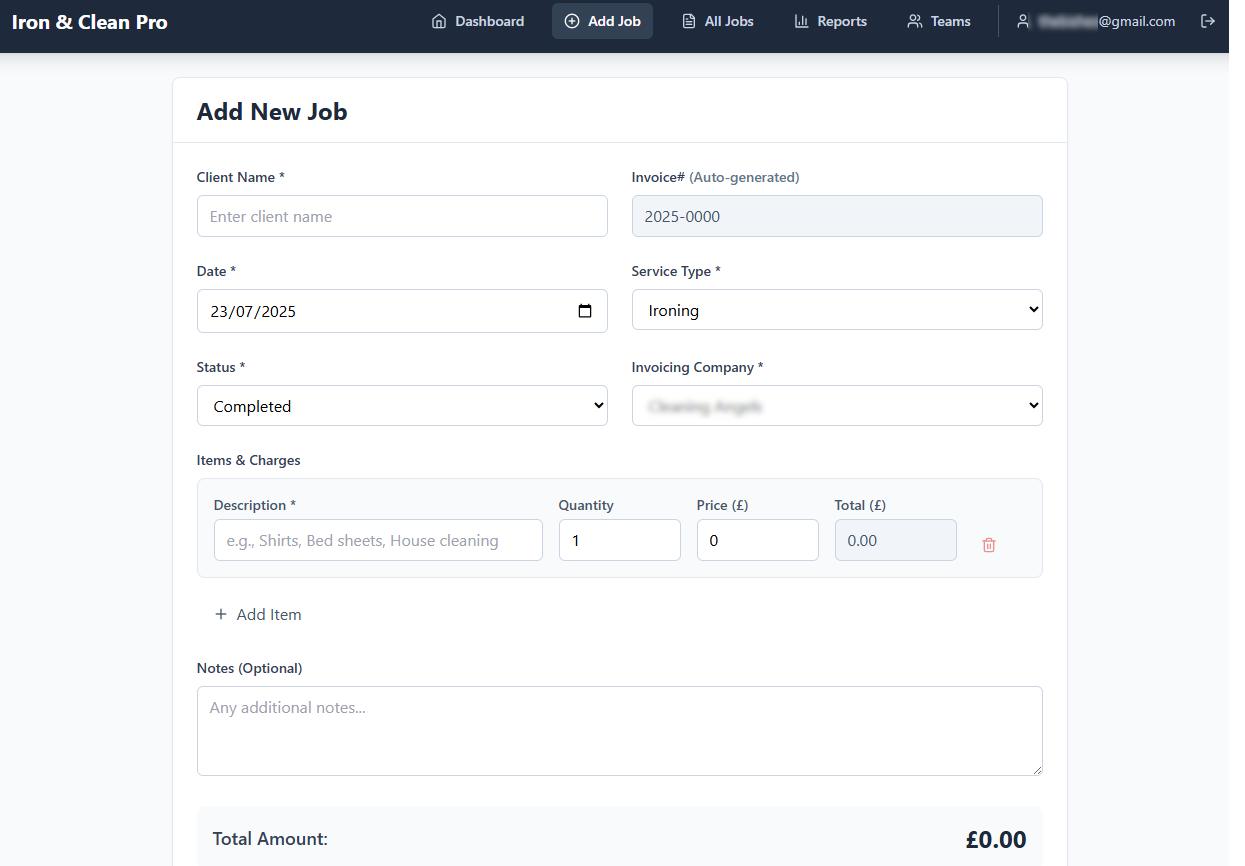 Iron & Clean Pro Dashboard Add Job All Jobs Reports Teams @gmail.com
Add New Job
Client Name * Invoice# (Auto-generated)
Enter client name 2025-0000
Date * Service Type *
23/07/2025 Ironing
Status * Invoicing Company *
Completed
Items & Charges
Description * Quantity Price (£) Total (£)
e.g., Shirts, Bed sheets, House cleaning 1 0 0.00
+ Add Item
Notes (Optional)
Any additional notes...
Total Amount: £0.00